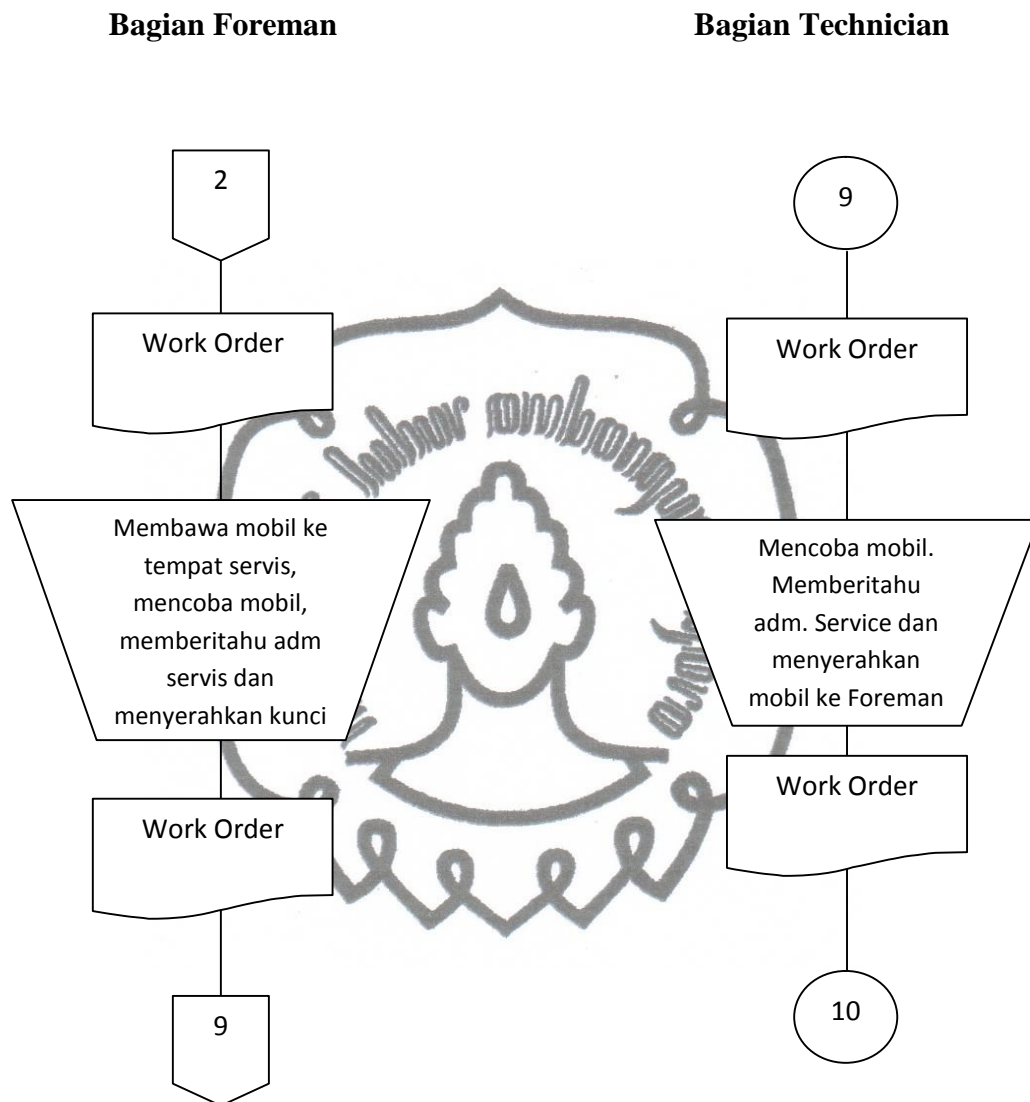 Bagian Foreman
Bagian Technician
2
Work Order
Membawa mobil ke
tempat servis,
mencoba mobil,
memberitahu adm
servis dan
menyerahkan kunci
Work Order
9
9
Work Order
Mencoba mobil.
Memberitahu
adm. Service dan
menyerahkan
mobil ke Foreman
Work Order
10